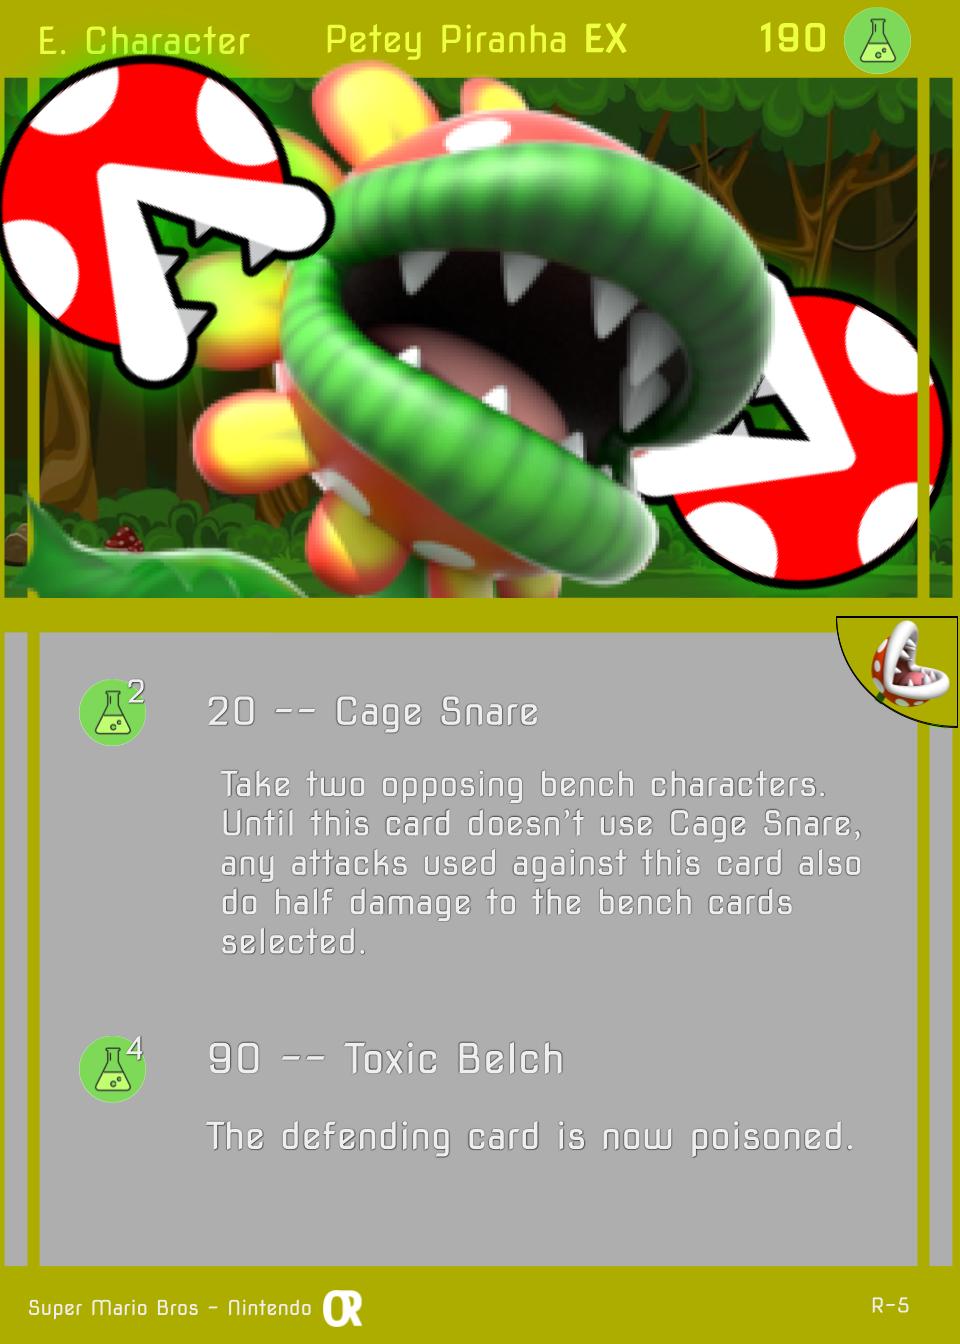 E. Character Petey Piranha EX 190
2 20 -- Cage Snare
Take two opposing bench characters.
Until this card doesn't use Cage Snare,
any attacks used against this card also
do half damage to the bench cards
selected.
4 90 -- Toxic Belch
The defending card is now poisoned.
Super Mario Bros - Nintendo OR R-5